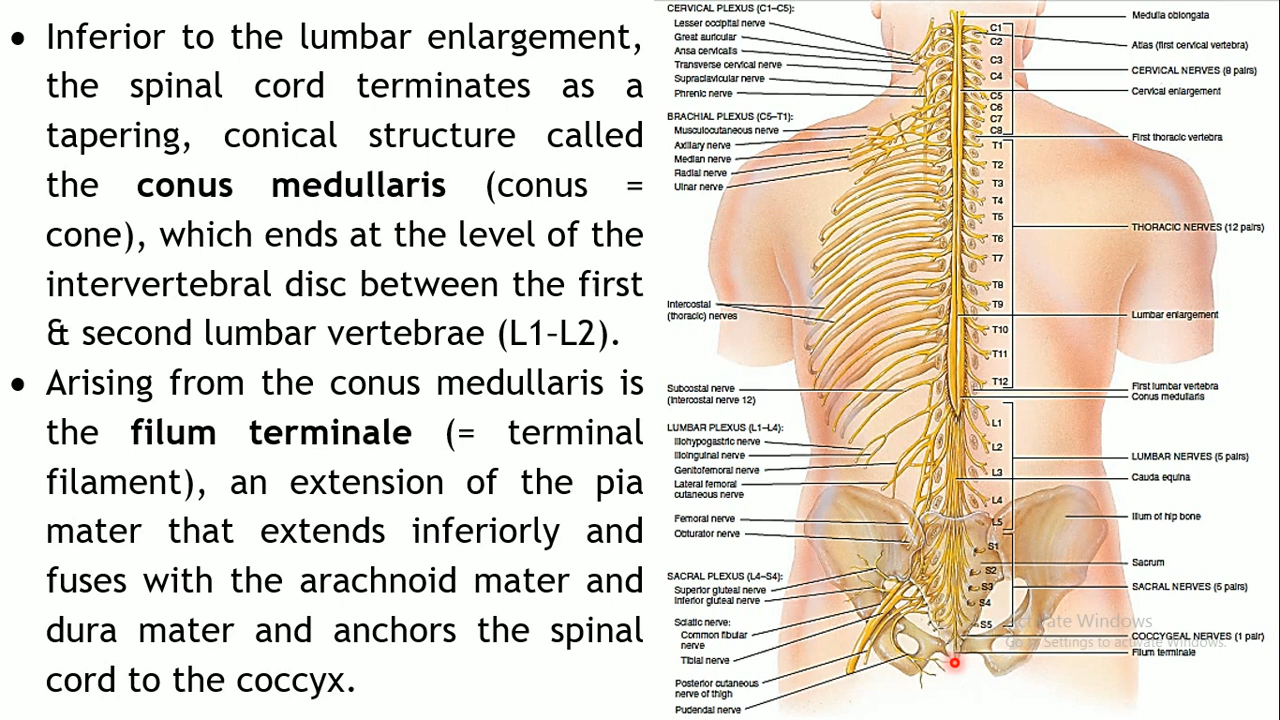 • Inferior to the lumbar enlargement,
the spinal cord terminates as a
tapering, conical structure called
the conus medullaris (conus =
cone), which ends at the level of the
intervertebral disc between the first
& second lumbar vertebrae (L1–L2).
• Arising from the conus medullaris is
the filum terminale (= terminal
filament), an extension of the pia
mater that extends inferiorly and
fuses with the arachnoid mater and
dura mater and anchors the spinal
cord to the coccyx.
CERVICAL PLEXUS (C1–C5):
Lesser occipital nerve
Great auricular
Ansa cervicalis
Transverse cervical nerve
Supraclavicular nerve
Phrenic nerve
BRACHIAL PLEXUS (C5–T1):
Musculocutaneous nerve
Axillary nerve
Median nerve
Radial nerve
Ulnar nerve
Intercostal
(thoracic) nerves
Subcostal nerve
(intercostal nerve 12)
LUMBAR PLEXUS (L1–L4):
Iliohypogastric nerve
Ilioinguinal nerve
Genitofemoral nerve
Lateral femoral
cutaneous nerve
Femoral nerve
Obturator nerve
SACRAL PLEXUS (L4–S4):
Superior gluteal nerve
Inferior gluteal nerve
Sciatic nerve:
Common fibular
nerve
Tibial nerve
Posterior cutaneous
nerve of thigh
Pudendal nerve
C1
C2
C3
C4
C5
C6
C7
C8
T1
T2
T3
T4
T5
T6
T7
T8
T9
T10
T11
T12
L1
L2
L3
L4
L5
S1
S2
S3
S4
S5
Medulla oblongata
Atlas (first cervical vertebra)
CERVICAL NERVES (8 pairs)
Cervical enlargement
First thoracic vertebra
THORACIC NERVES (12 pairs)
Lumbar enlargement
First lumbar vertebra
Conus medullaris
LUMBAR NERVES (5 pairs)
Cauda equina
Ilium of hip bone
Sacrum
SACRAL NERVES (5 pairs)
Activate Windows
COCCYGEAL NERVES (1 pair)
Go to Settings to activate Windows.
Filum terminale